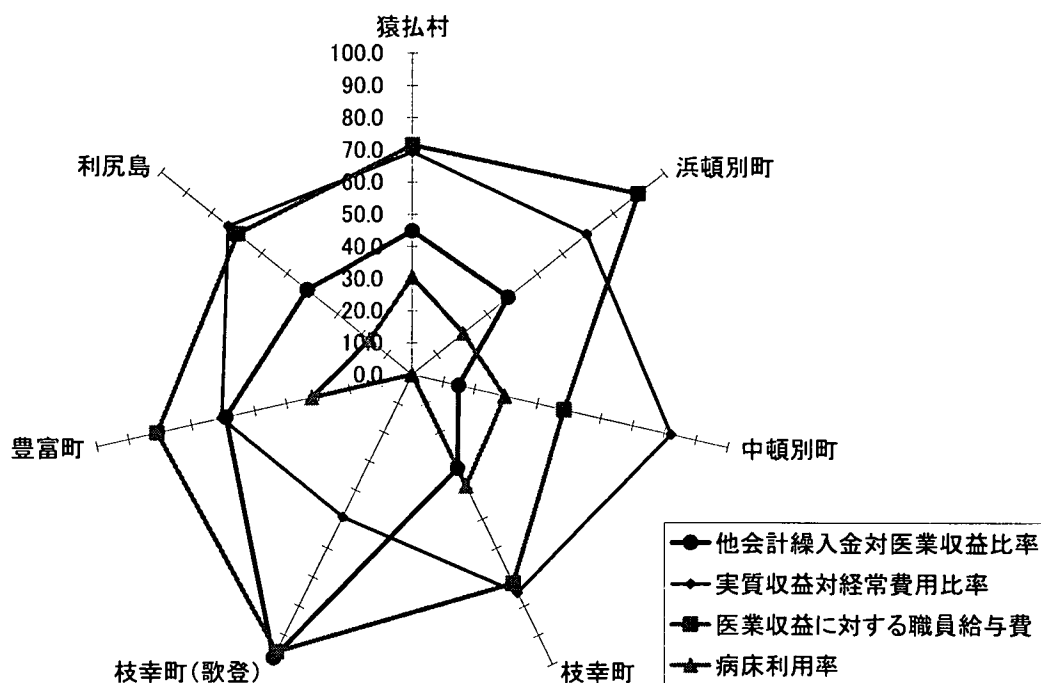 猿払村
100.0
90.0
80.0
70.0
60.0
50.0
40.0
30.0
20.0
10.0
0.0
利尻島
浜頓別町
豊富町
中頓別町
枝幸町(歌登)
枝幸町
他会計繰入金対医業収益比率
実質収益対経常費用比率
医業収益に対する職員給与費
病床利用率